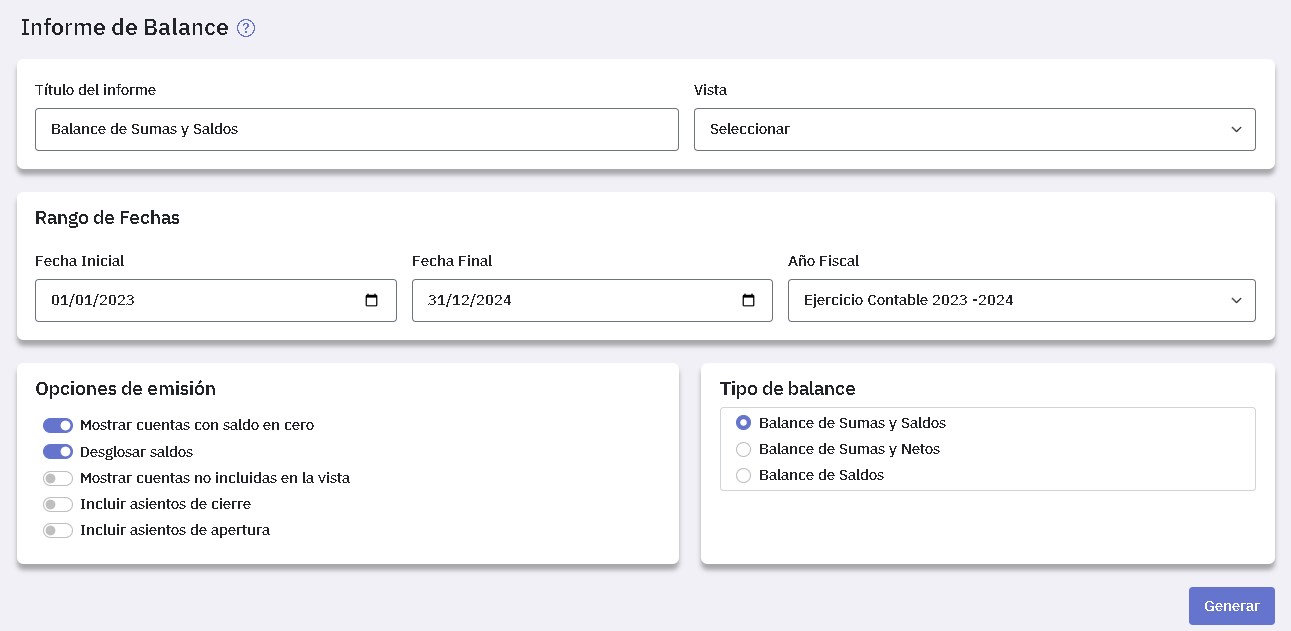 Informe de Balance ?
Título del informe
Vista
Balance de Sumas y Saldos
Seleccionar
Rango de Fechas
Fecha Inicial
Fecha Final
Año Fiscal
01/01/2023
31/12/2024
Ejercicio Contable 2023 -2024
Opciones de emisión
Mostrar cuentas con saldo en cero
Desglosar saldos
Mostrar cuentas no incluidas en la vista
Incluir asientos de cierre
Incluir asientos de apertura
Tipo de balance
Balance de Sumas y Saldos
Balance de Sumas y Netos
Balance de Saldos
Generar